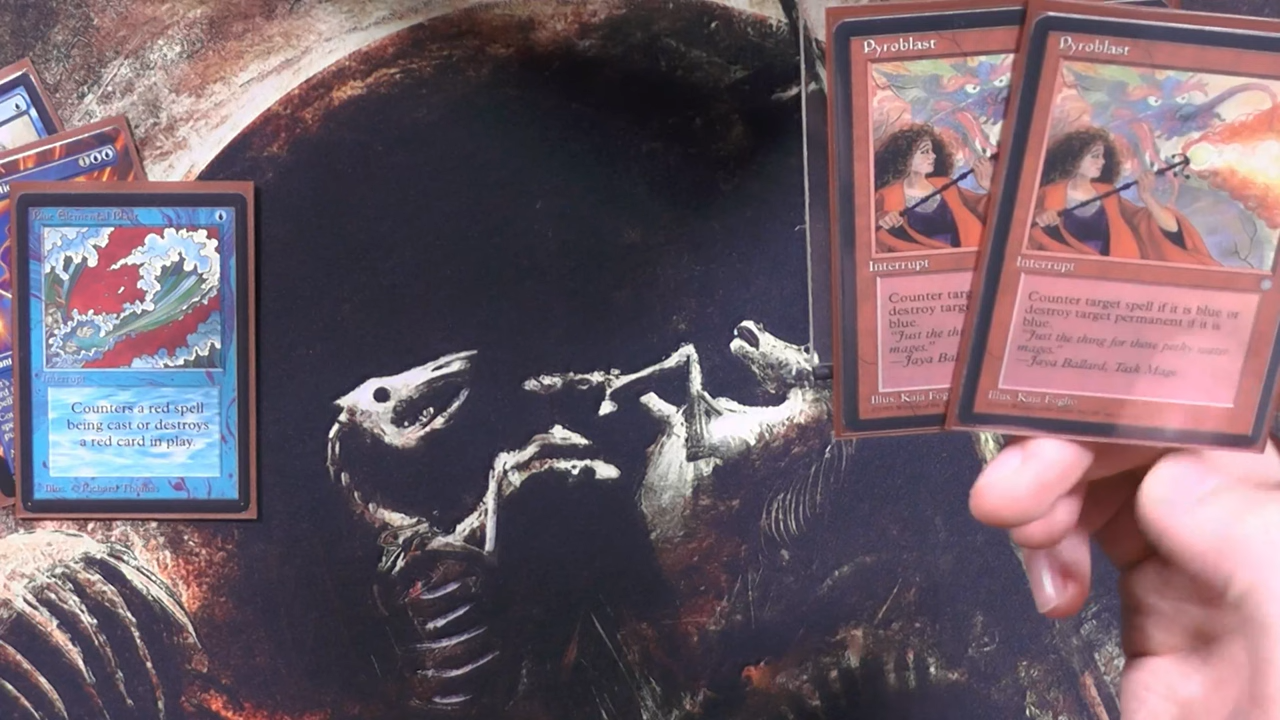 Blue Elemental Blast
Interrupt
Counters a red spell
being cast or destroys
a red card in play.
Illus. © Richard Thomas
Pyroblast
Interrupt
Counter targ
destroy targ
blue.
"Just the th
mages."
—Jaya Bal
Illus. Kaja Fog
Pyroblast
Interrupt
Counter target spell if it is blue or
destroy target permanent if it is
blue.
"Just the thing for those pesky water
mages."
—Jaya Ballard, Task Mage
Illus. Kaja Foglio